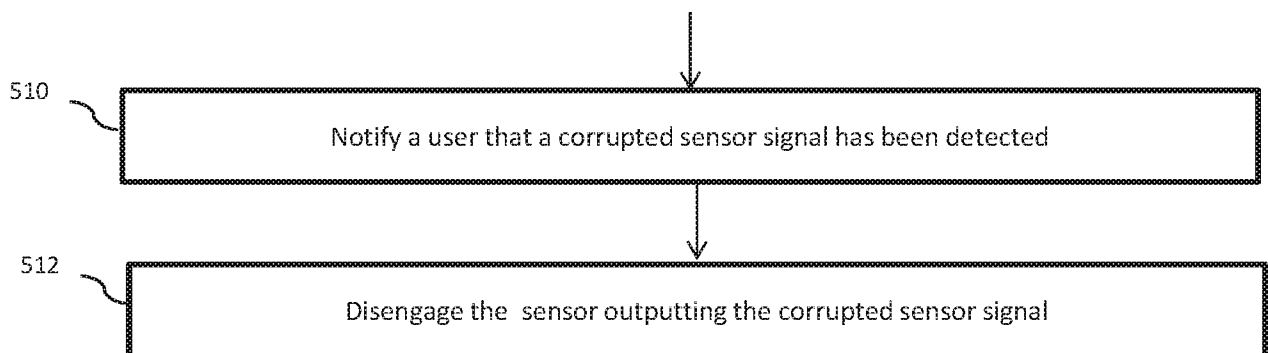 510
Notify a user that a corrupted sensor signal has been detected
512
Disengage the sensor outputting the corrupted sensor signal